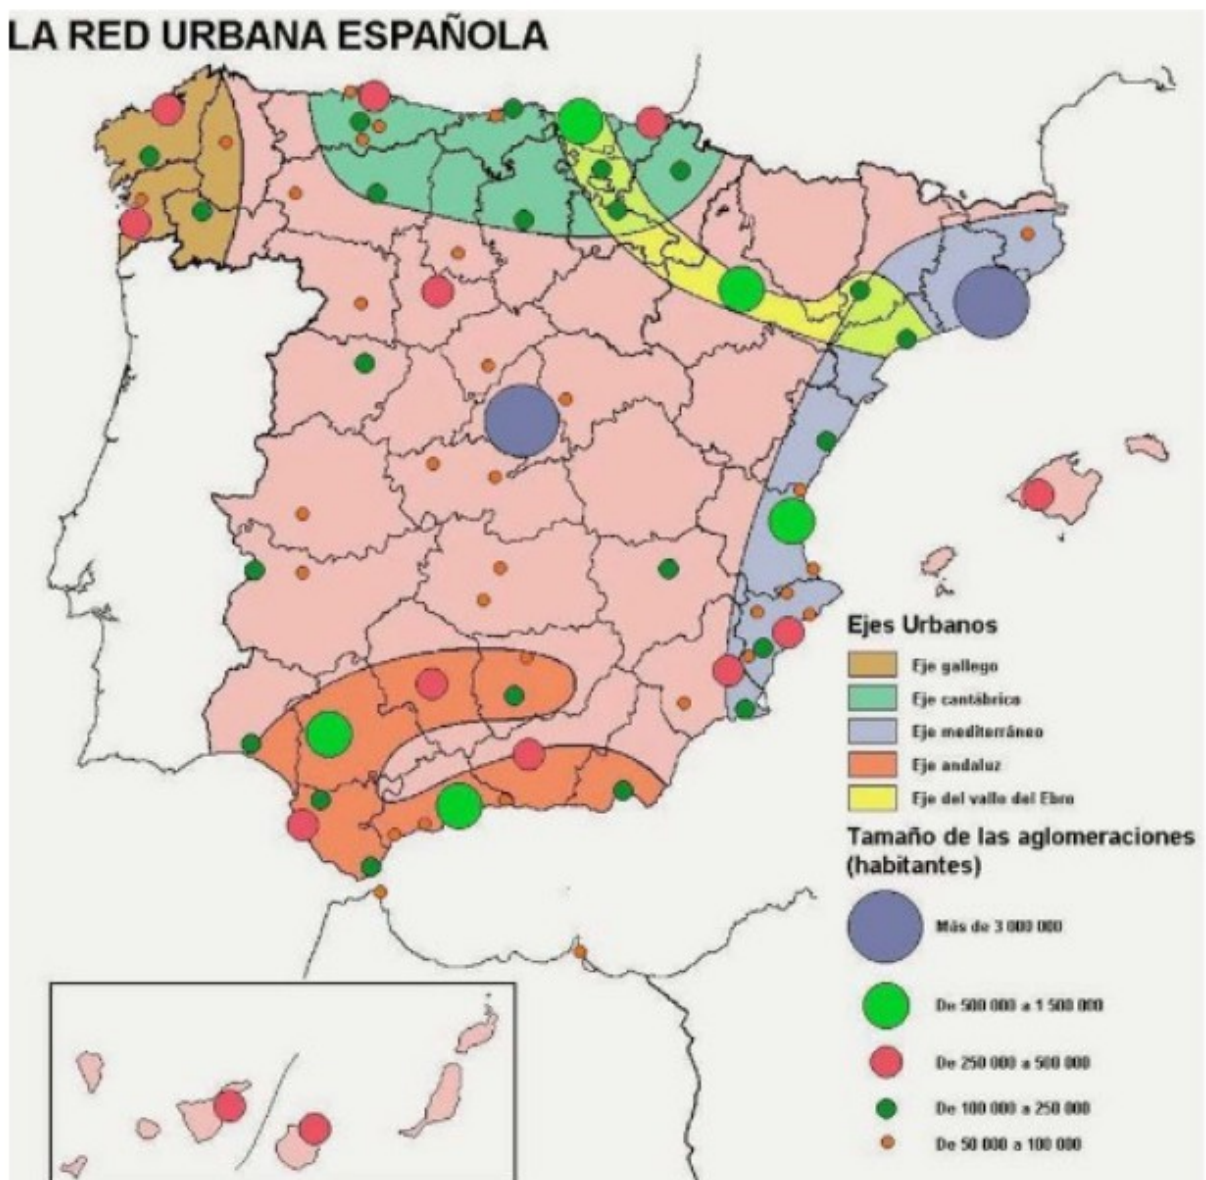 LA RED URBANA ESPAÑOLA
Ejes Urbanos
Eje gallego
Eje cantábrico
Eje mediterráneo
Eje andaluz
Eje del valle del Ebro
Tamaño de las aglomeraciones
(habitantes)
Más de 3 000 000
De 500 000 a 1 500 000
De 250 000 a 500 000
De 100 000 a 250 000
De 50 000 a 100 000